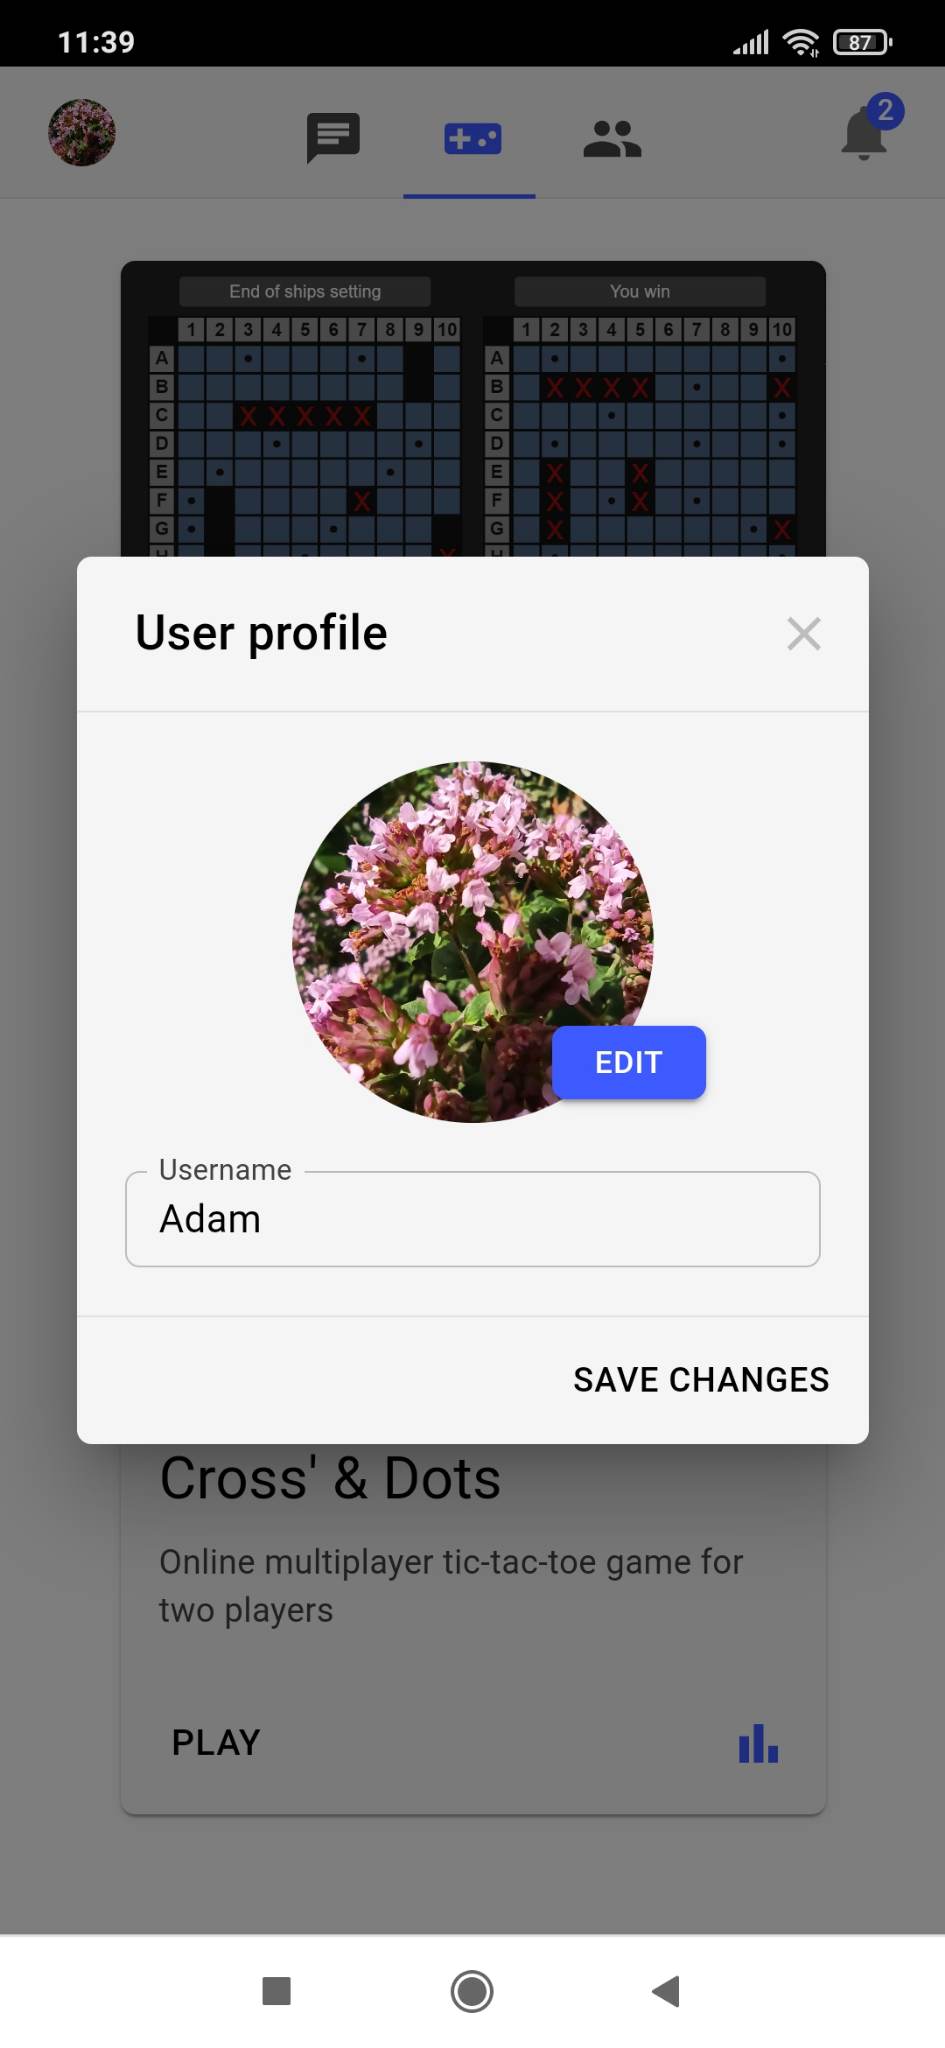 11:39
87
2
End of ships setting
You win
1 2 3 4 5 6 7 8 9 10
1 2 3 4 5 6 7 8 9 10
A
A
B
X X X X X
B
C X X X X X
C
D
D
E
E X X
F X
F X X
G
G X X
H X
H
User profile
EDIT
Username
Adam
SAVE CHANGES
Cross' & Dots
Online multiplayer tic-tac-toe game for
two players
PLAY